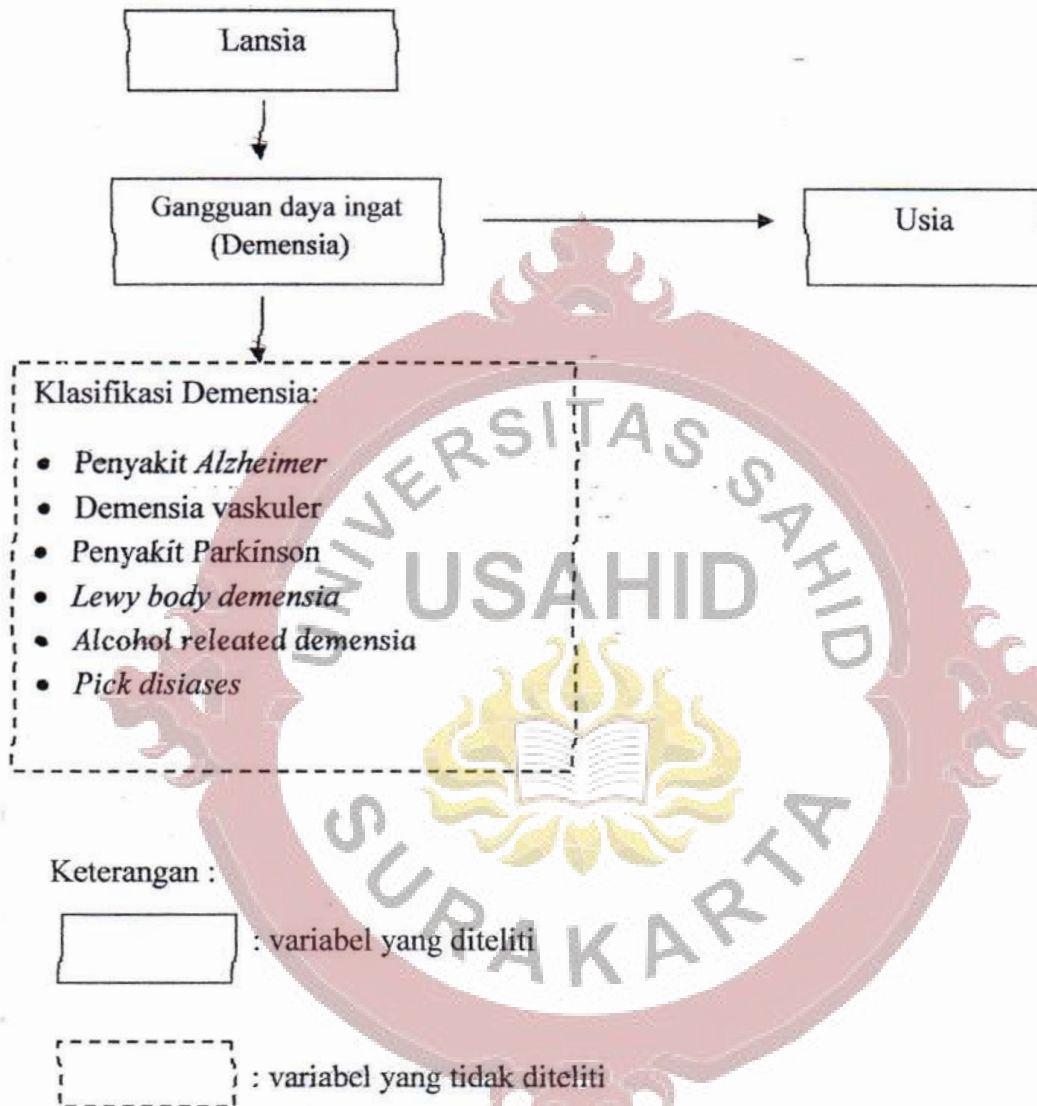 Lansia
Gangguan daya ingat
(Demensia)
Usia
Klasifikasi Demensia:
• Penyakit Alzheimer
• Demensia vaskuler
• Penyakit Parkinson
• Lewy body demensia
• Alcohol releated demensia
• Pick disiases
UNIVERSITAS SAHID
USAHID
SURAKARTA
Keterangan :
: variabel yang diteliti
: variabel yang tidak diteliti